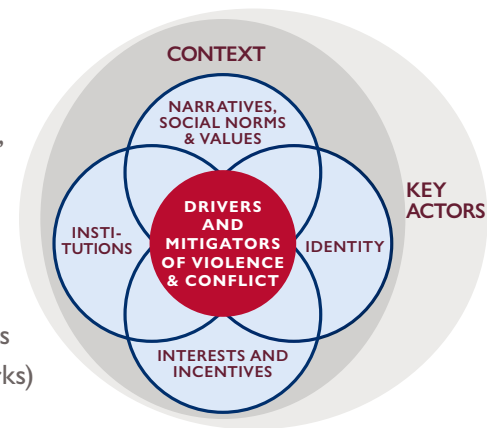 CONTEXT
NARRATIVES,
SOCIAL NORMS
& VALUES
,
KEY
ACTORS
INSTI-
TUTIONS
DRIVERS
AND
MITIGATORS
OF VIOLENCE
& CONFLICT
IDENTITY
s
INTERESTS AND
INCENTIVES
rks)